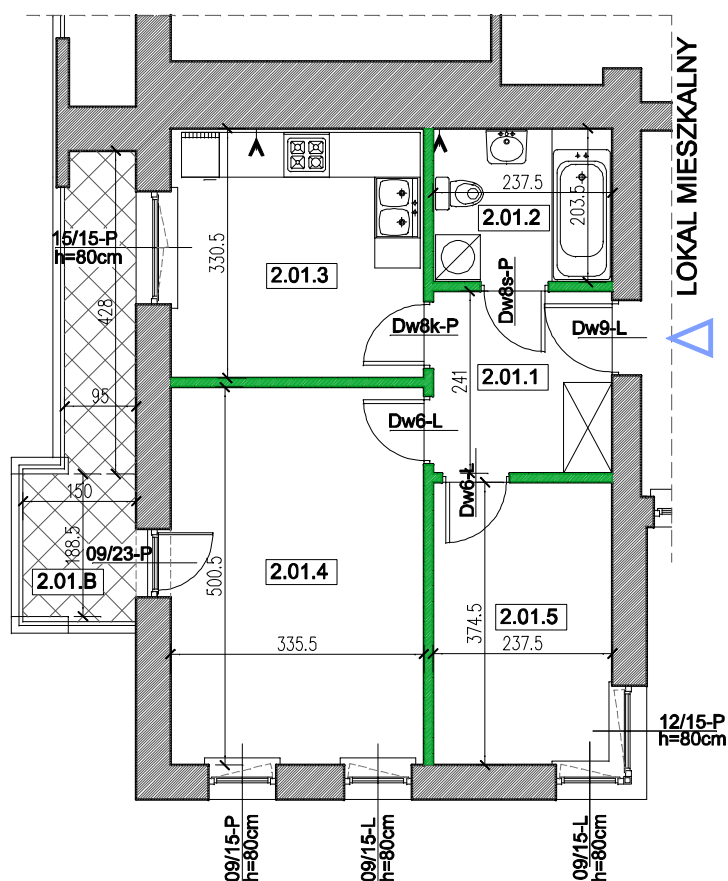 LOKAL MIESZKALNY
237.5
203.5
2.01.2
15/15-P
h=80cm
330.5
2.01.3
428
Dw8s-P
Dw8k-P
Dw9-L
95
241
2.01.1
Dw6-L
Dw6-L
150
188.5
09/23-P
2.01.B
500.5
2.01.4
374.5
2.01.5
335.5
237.5
12/15-P
h=80cm
09/15-P
h=80cm
09/15-L
h=80cm
09/15-L
h=80cm